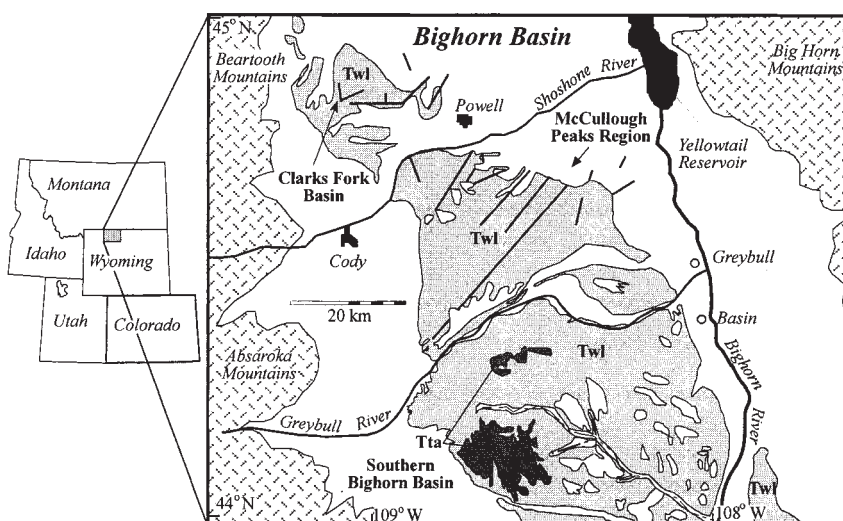 45°N
Bighorn Basin
Beartooth
Mountains
Twl
Big Horn
Mountains
Shoshone River
Powell
McCullough
Peaks Region
Yellowtail
Reservoir
Clarks Fork
Basin
Montana
Idaho
Wyoming
Utah
Colorado
Twl
Cody
Greybull
20 km
Basin
Absaroka
Mountains
Twl
Bighorn River
Greybull River
Tta
Southern
Bighorn Basin
Twl
44°N
109°W
108°W